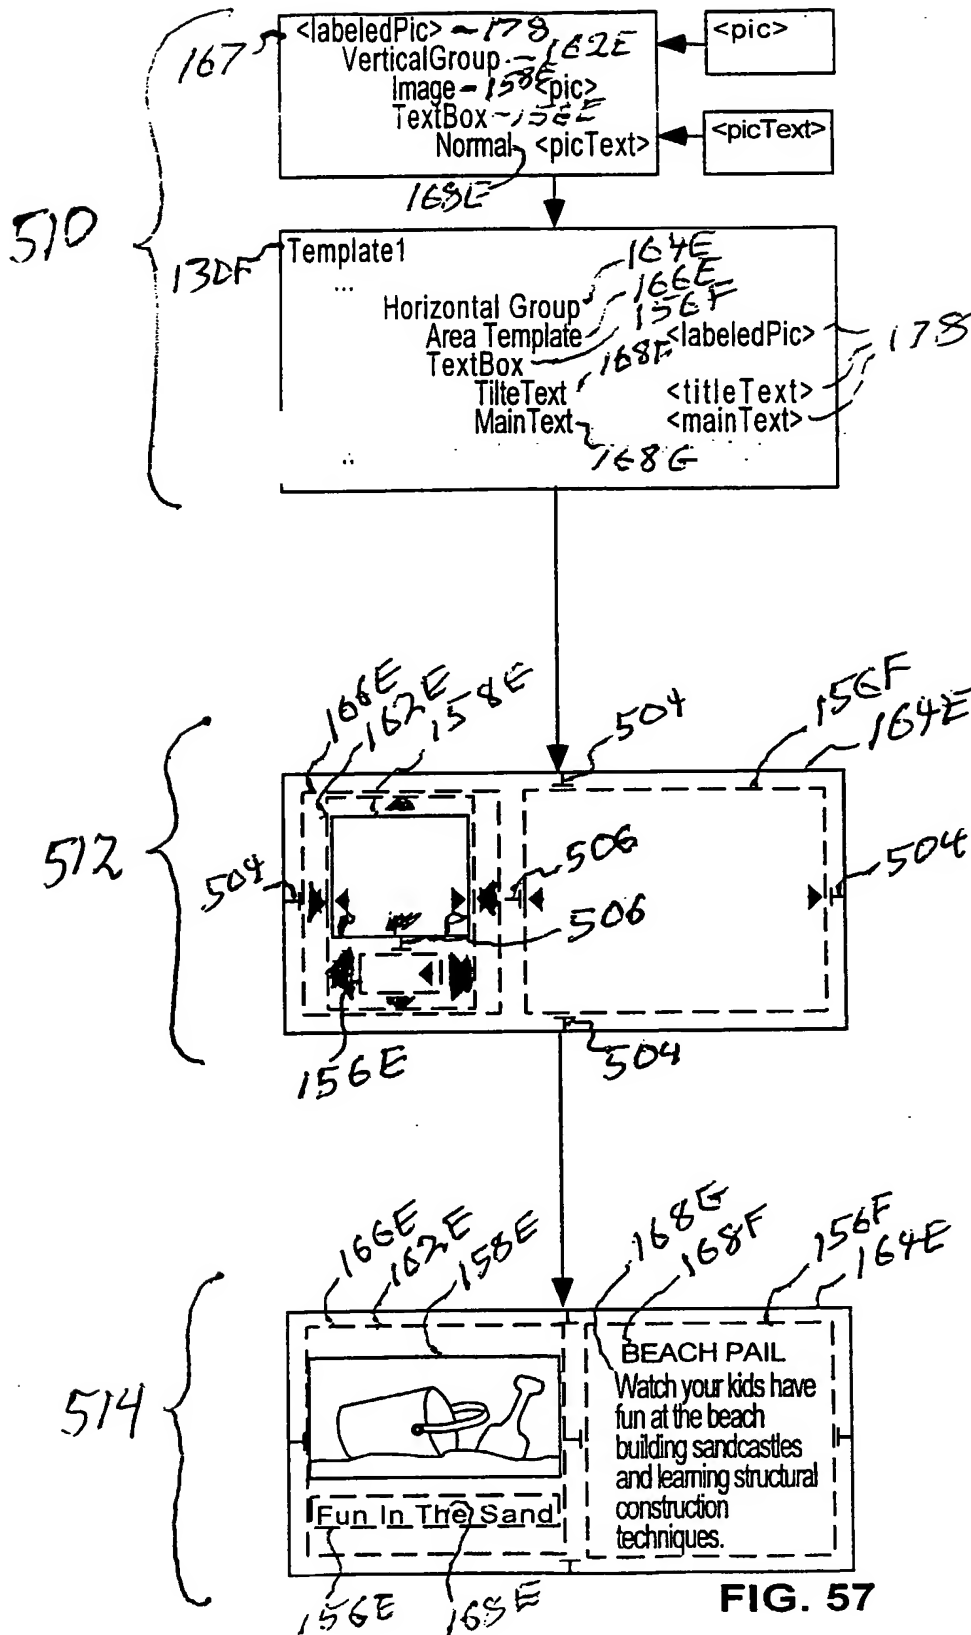 167 <labeledPic> ~ 178 <pic>
VerticalGroup - 162E
Image - 158E <pic>
TextBox - 156E <picText>
Normal <picText>
168E
510
130F Template1 164E
... 166E
Horizontal Group 156F
Area Template <labeledPic> 178
TextBox 168F
TilteText <titleText>
MainText <mainText>
168G
166E 162E 158E 504 156F 164E
512 504 506 504
506
156E 504
166E 162E 158E 168G 168F 156F 164E
514
BEACH PAIL
Watch your kids have
fun at the beach
building sandcastles
and learning structural
construction
techniques.
Fun In The Sand
156E 168E
FIG. 57